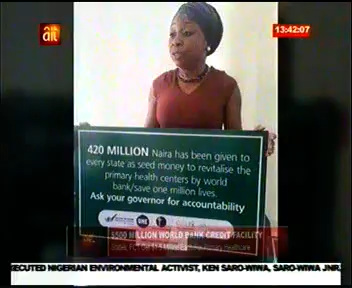 ait
13:42:07
420 MILLION Naira has been given to
every state as seed money to revitalise the
primary health centers by world
bank/save one million lives.
Ask your governor for accountability
ONE
$500 MILLION WORLD BANK CREDIT FACILITY
ECUTED NIGERIAN ENVIRONMENTAL ACTIVIST, KEN SARO-WIWA, SARO-WIWA JNR.